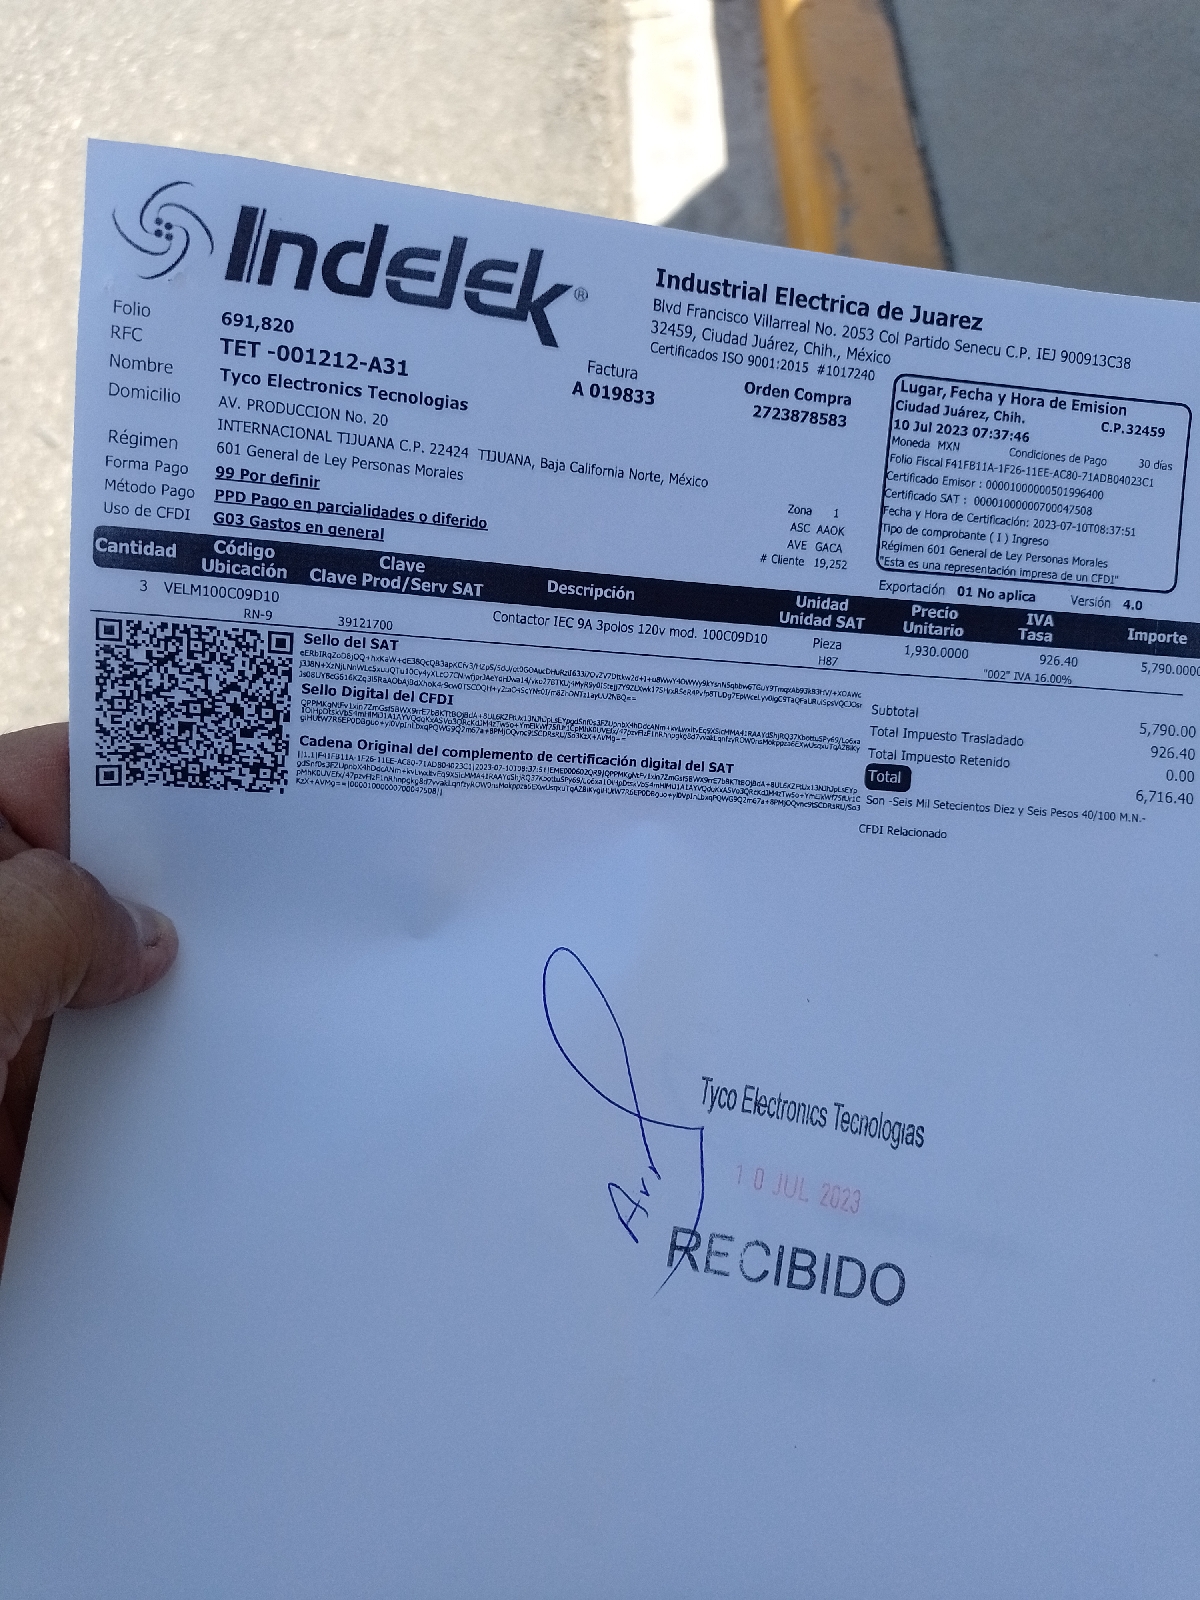 Indelek®
Industrial Electrica de Juarez
Blvd Francisco Villarreal No. 2053 Col Partido Senecu C.P. IEJ 900913C38
32459, Ciudad Juárez, Chih., México
Certificados ISO 9001:2015 #1017240
Folio 691,820
RFC TET -001212-A31
Nombre Tyco Electronics Tecnologias
Domicilio AV. PRODUCCION No. 20
INTERNACIONAL TIJUANA C.P. 22424 TIJUANA, Baja California Norte, México
Régimen 601 General de Ley Personas Morales
Forma Pago 99 Por definir
Método Pago PPD Pago en parcialidades o diferido
Uso de CFDI G03 Gastos en general
Factura
A 019833
Orden Compra
2723878583
Lugar, Fecha y Hora de Emision
Ciudad Juárez, Chih. C.P.32459
10 Jul 2023 07:37:46
Moneda MXN Condiciones de Pago 30 días
Folio Fiscal F41FB11A-1F26-11EE-AC80-71ADB04023C1
Certificado Emisor : 00001000000501996400
Certificado SAT : 00001000000700047508
Fecha y Hora de Certificación: 2023-07-10T08:37:51
Tipo de comprobante ( I ) Ingreso
Régimen 601 General de Ley Personas Morales
"Esta es una representación impresa de un CFDI"
Zona 1
ASC AAOK
AVE GACA
# Cliente 19,252
Exportación 01 No aplica Versión 4.0
Cantidad Código Clave Descripción Unidad Precio IVA Importe
Ubicación Clave Prod/Serv SAT Unidad SAT Unitario Tasa
3 VELM100C09D10 Contactor IEC 9A 3polos 120v mod. 100C09D10 Pieza 1,930.0000 926.40 5,790.0000
RN-9 39121700 H87 "002" IVA 16.00%
Sello del SAT
Sello Digital del CFDI
Cadena Original del complemento de certificación digital del SAT
Subtotal 5,790.00
Total Impuesto Trasladado 926.40
Total Impuesto Retenido 0.00
Total 6,716.40
Son -Seis Mil Setecientos Diez y Seis Pesos 40/100 M.N.-
CFDI Relacionado
Tyco Electronics Tecnologias
10 JUL 2023
RECIBIDO